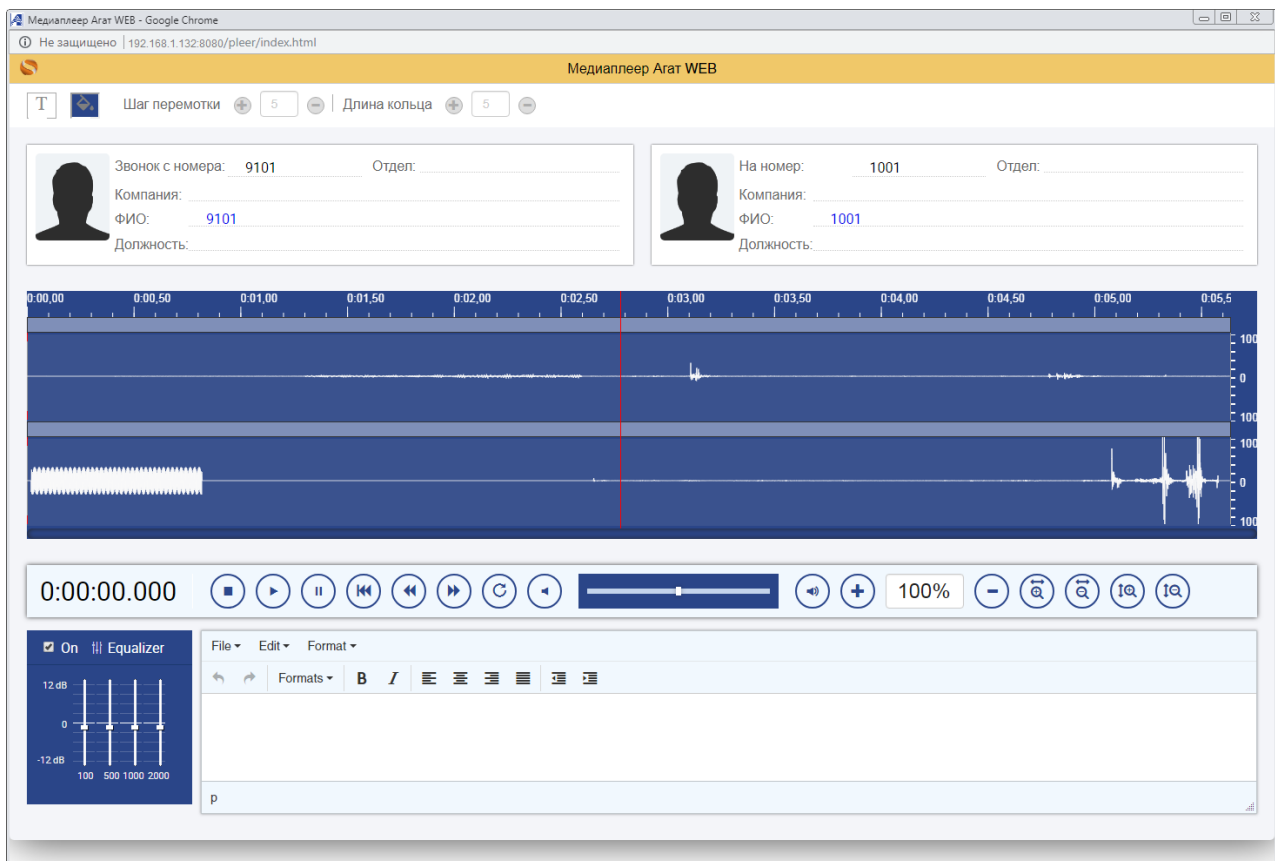 Медиаплеер Агат WEB - Google Chrome
Не защищено | 192.168.1.132:8080/pleer/index.html
Медиаплеер Агат WEB
T Шаг перемотки 5 Длина кольца 5
Звонок с номера: 9101 Отдел:
Компания:
ФИО: 9101
Должность:
На номер: 1001 Отдел:
Компания:
ФИО: 1001
Должность:
0:00,00 0:00,50 0:01,00 0:01,50 0:02,00 0:02,50 0:03,00 0:03,50 0:04,00 0:04,50 0:05,00 0:05,5
100
0
100
100
0
100
0:00:00.000 100%
On Equalizer
12 dB
0
-12 dB
100 500 1000 2000
File Edit Format
Formats B I
p